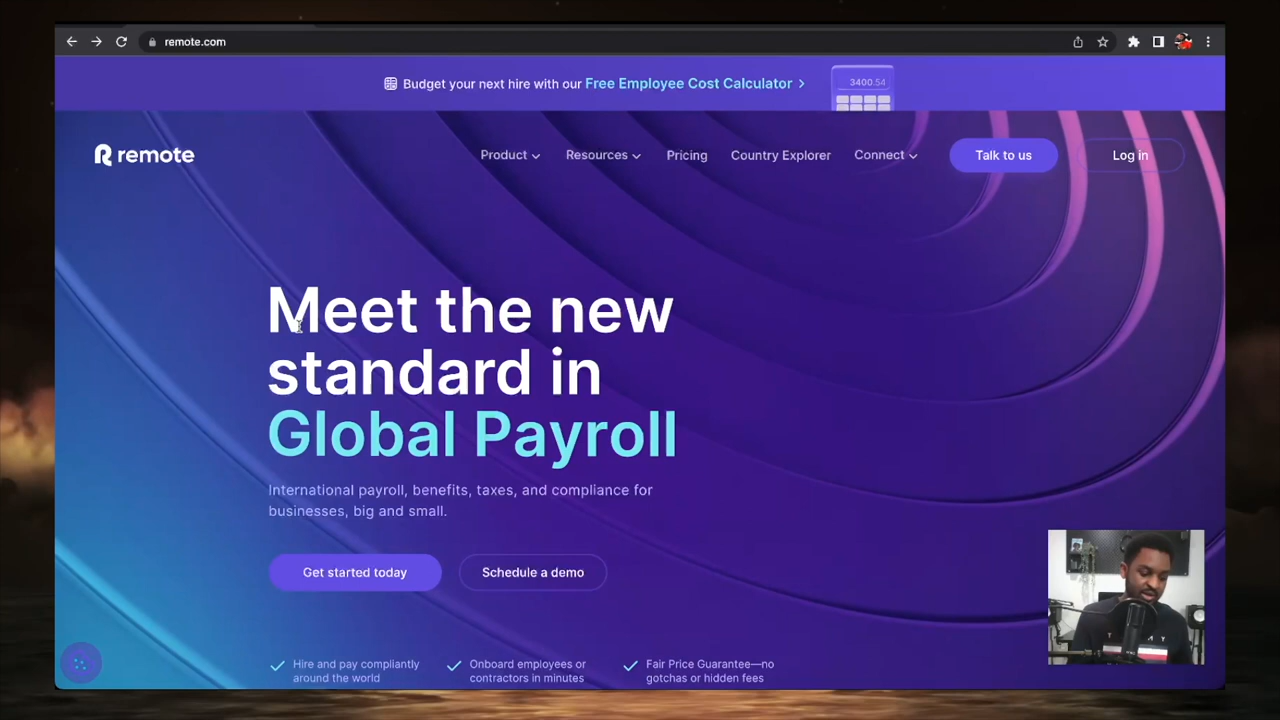 remote.com
Budget your next hire with our Free Employee Cost Calculator
3400.54
remote
Product
Resources
Pricing
Country Explorer
Connect
Talk to us
Log in
Meet the new
standard in
Global Payroll
International payroll, benefits, taxes, and compliance for
businesses, big and small.
Get started today
Schedule a demo
Hire and pay compliantly
around the world
Onboard employees or
contractors in minutes
Fair Price Guarantee—no
gotchas or hidden fees